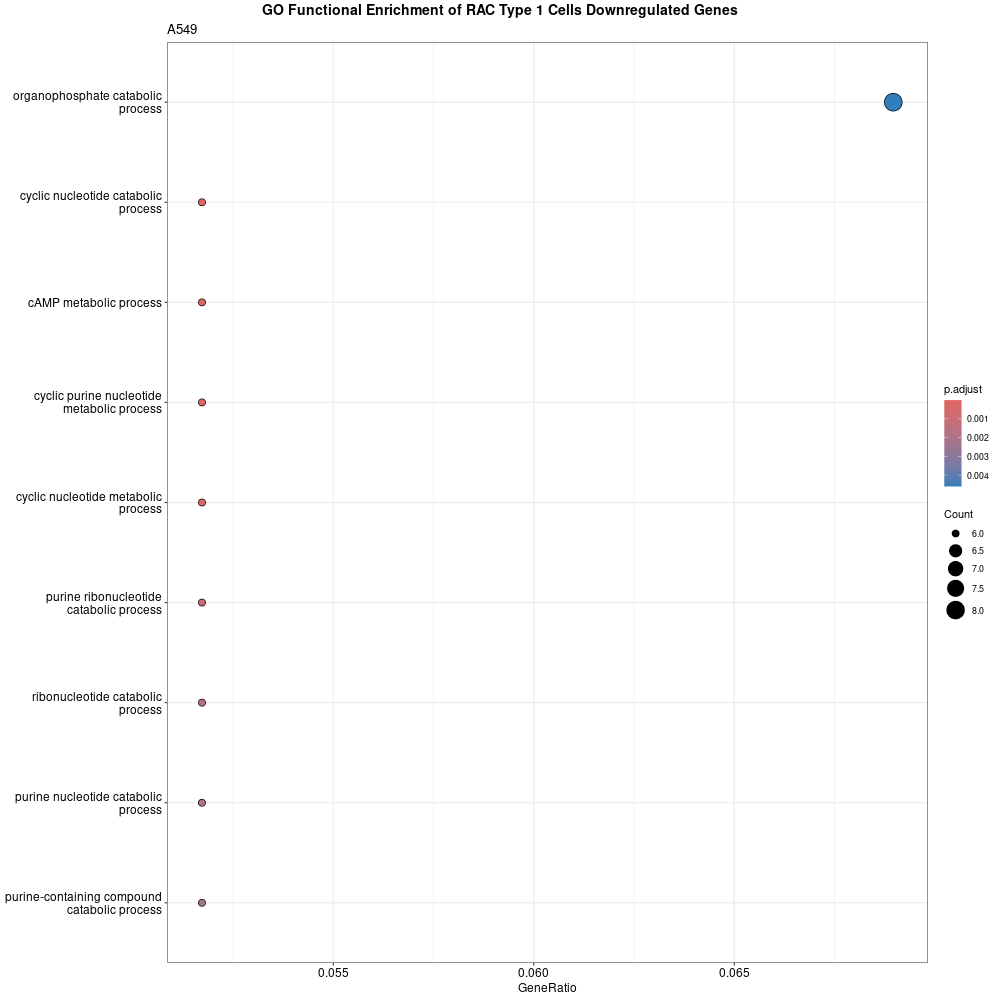 GO Functional Enrichment of RAC Type 1 Cells Downregulated Genes
A549
organophosphate catabolic
process
cyclic nucleotide catabolic
process
cAMP metabolic process
cyclic purine nucleotide
metabolic process
cyclic nucleotide metabolic
process
purine ribonucleotide
catabolic process
ribonucleotide catabolic
process
purine nucleotide catabolic
process
purine-containing compound
catabolic process
0.055
0.060
0.065
GeneRatio
p.adjust
0.001
0.002
0.003
0.004
Count
6.0
6.5
7.0
7.5
8.0